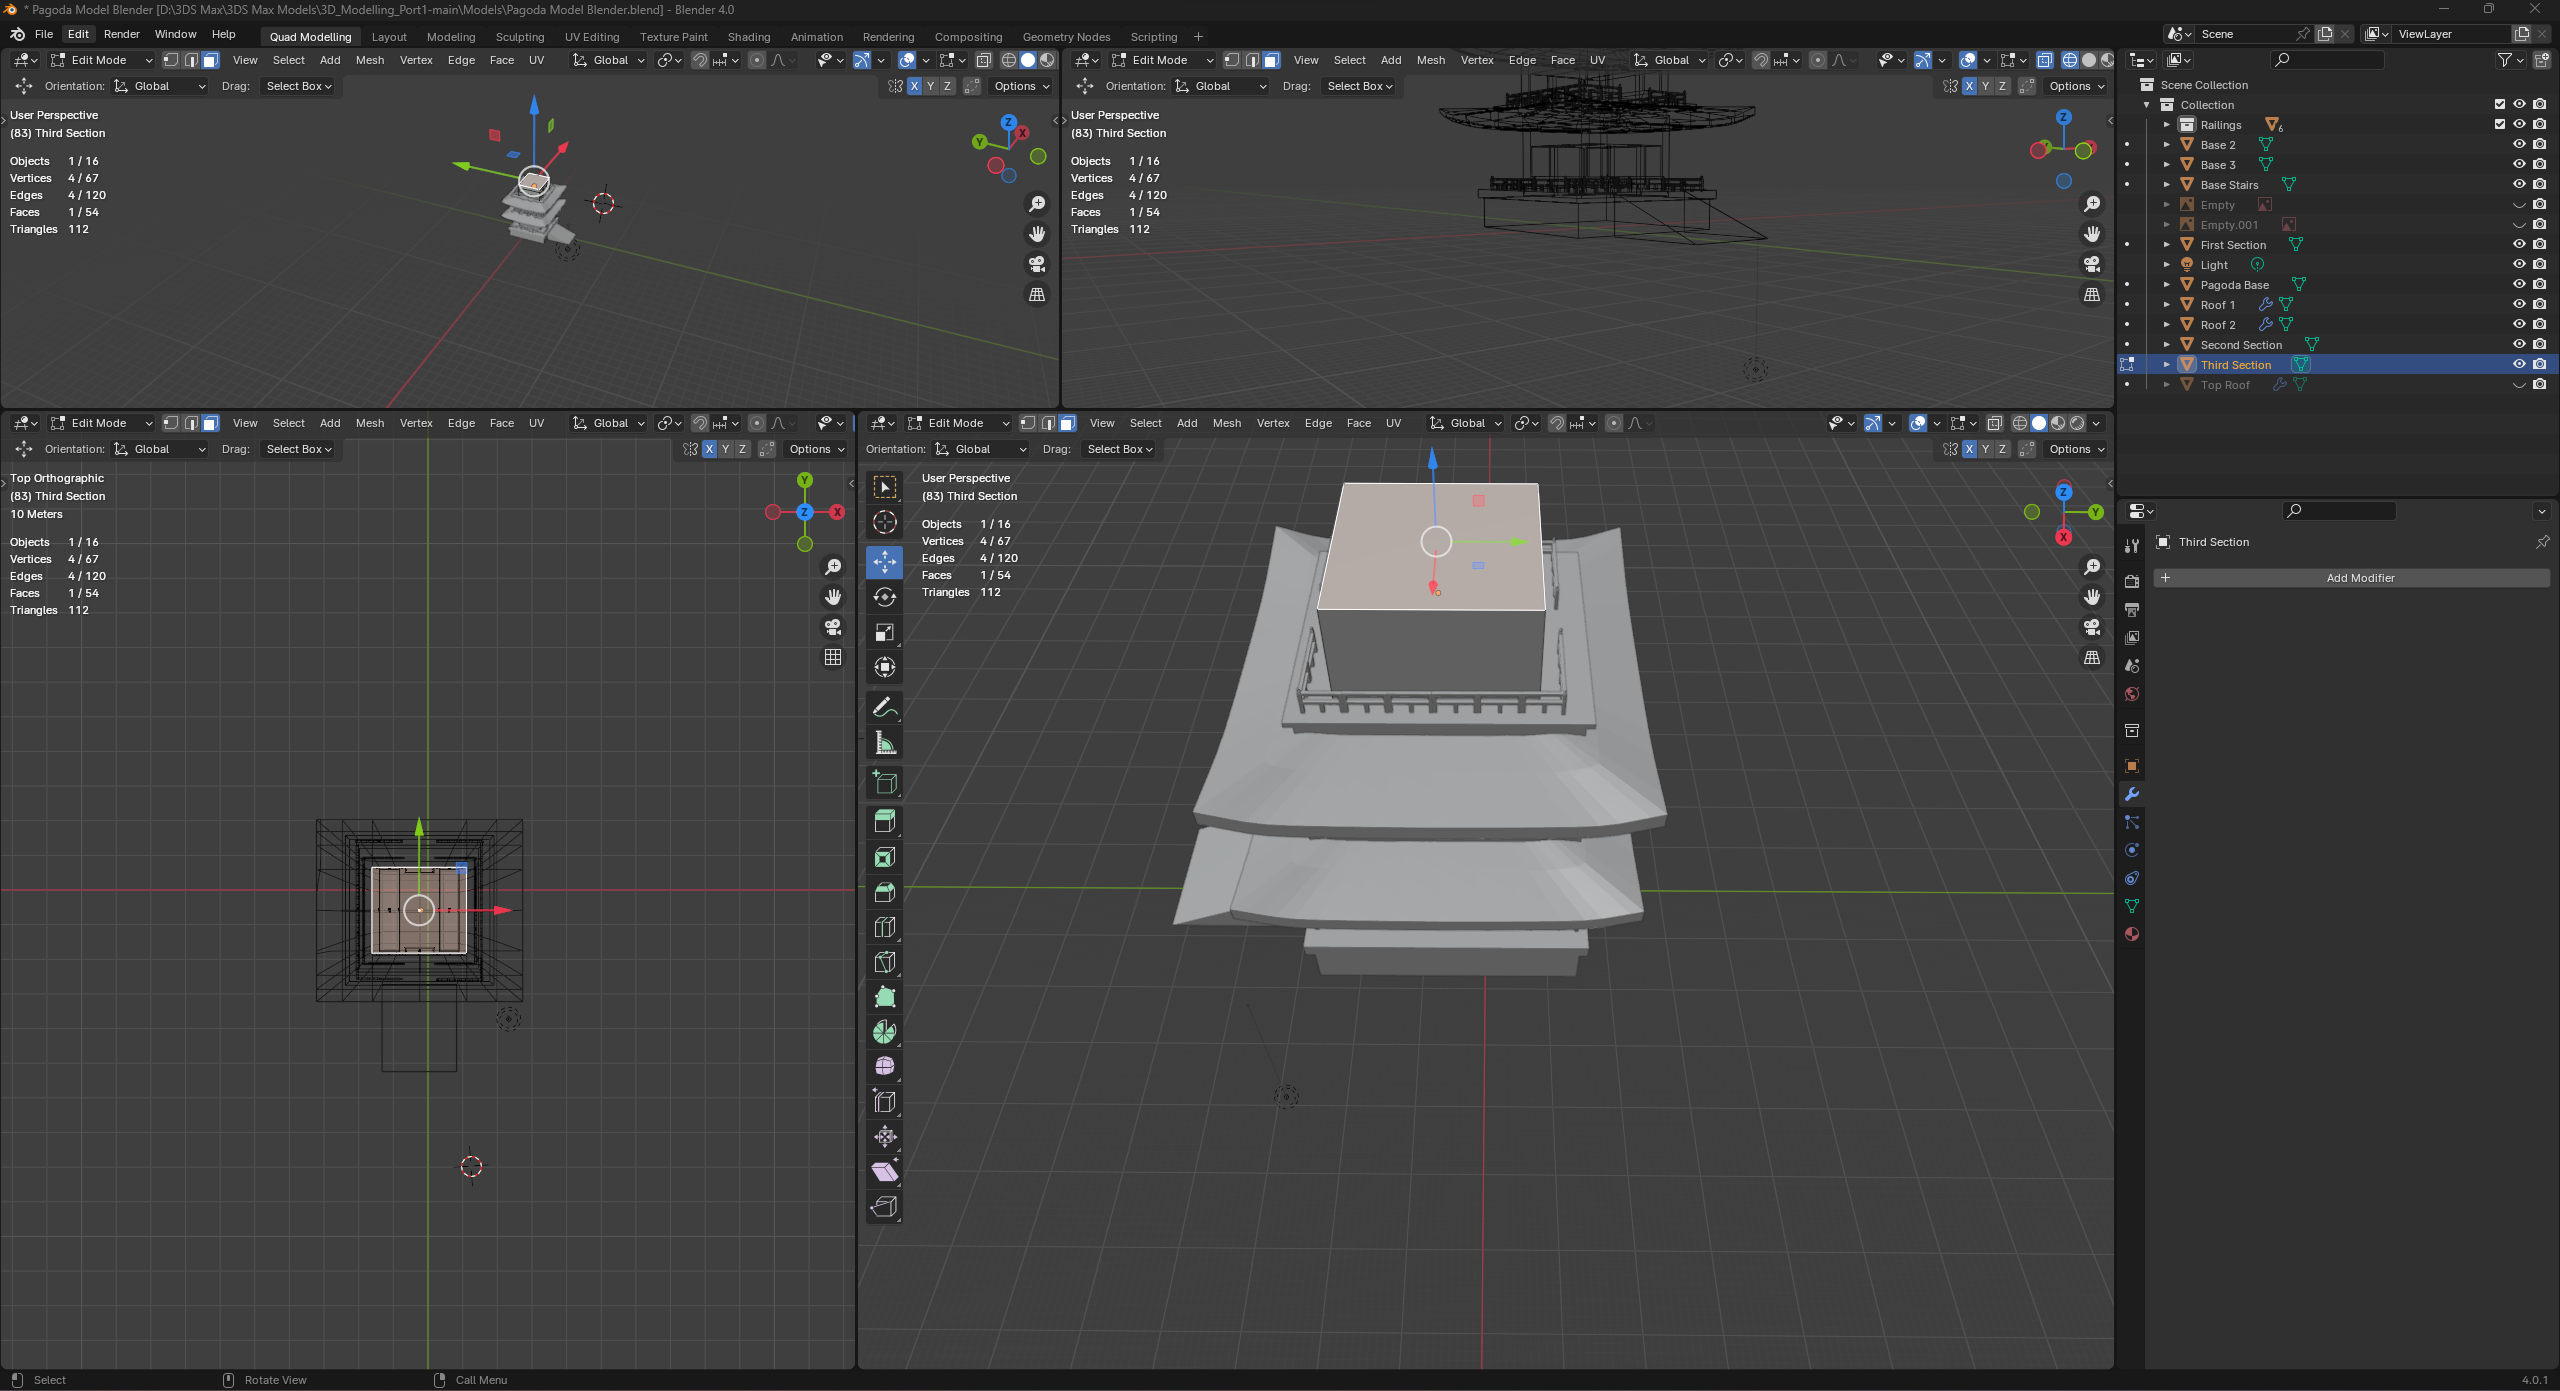 * Pagoda Model Blender [D:\3DS Max\3DS Max Models\3D_Modelling_Port1-main\Models\Pagoda Model Blender.blend] - Blender 4.0
File Edit Render Window Help Quad Modelling Layout Modeling Sculpting UV Editing Texture Paint Shading Animation Rendering Compositing Geometry Nodes Scripting + Scene ViewLayer
Edit Mode View Select Add Mesh Vertex Edge Face UV Global
Orientation: Global Drag: Select Box X Y Z Options
User Perspective
(83) Third Section
Objects 1 / 16
Vertices 4 / 67
Edges 4 / 120
Faces 1 / 54
Triangles 112
Z
X
Y
Edit Mode View Select Add Mesh Vertex Edge Face UV Global
Orientation: Global Drag: Select Box X Y Z Options
User Perspective
(83) Third Section
Objects 1 / 16
Vertices 4 / 67
Edges 4 / 120
Faces 1 / 54
Triangles 112
Z
Scene Collection
Collection
Railings 6
Base 2
Base 3
Base Stairs
Empty
Empty.001
First Section
Light
Pagoda Base
Roof 1
Roof 2
Second Section
Third Section
Top Roof
Edit Mode View Select Add Mesh Vertex Edge Face UV Global
Orientation: Global Drag: Select Box X Y Z Options
Top Orthographic
(83) Third Section
10 Meters
Objects 1 / 16
Vertices 4 / 67
Edges 4 / 120
Faces 1 / 54
Triangles 112
Y
Z X
Edit Mode View Select Add Mesh Vertex Edge Face UV Global
Orientation: Global Drag: Select Box X Y Z Options
User Perspective
(83) Third Section
Objects 1 / 16
Vertices 4 / 67
Edges 4 / 120
Faces 1 / 54
Triangles 112
Z
Y
X
Third Section
+ Add Modifier
Select Rotate View Call Menu 4.0.1